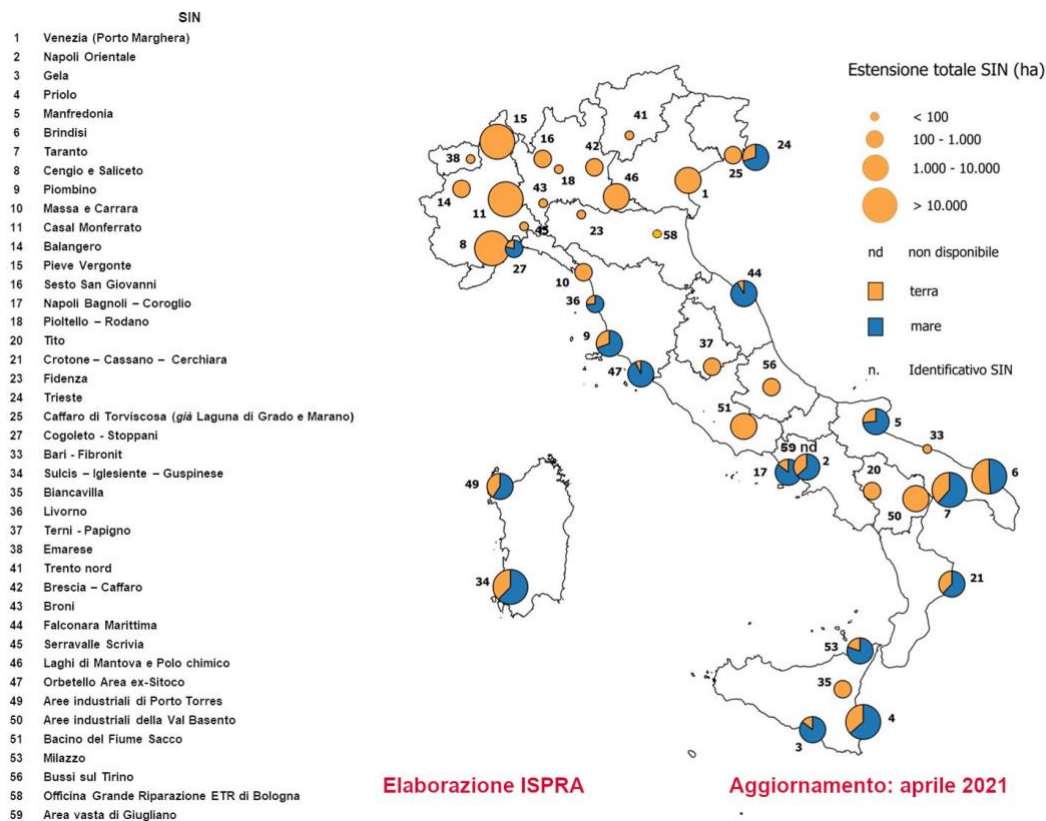 SIN
1 Venezia (Porto Marghera)
2 Napoli Orientale
3 Gela
4 Priolo
5 Manfredonia
6 Brindisi
7 Taranto
8 Cengio e Saliceto
9 Piombino
10 Massa e Carrara
11 Casal Monferrato
14 Balangero
15 Pieve Vergonte
16 Sesto San Giovanni
17 Napoli Bagnoli – Coroglio
18 Pioltello – Rodano
20 Tito
21 Crotone – Cassano – Cerchiara
23 Fidenza
24 Trieste
25 Caffaro di Torviscosa (già Laguna di Grado e Marano)
27 Cogoleto - Stoppani
33 Bari - Fibronit
34 Sulcis – Iglesiente – Guspinese
35 Biancavilla
36 Livorno
37 Terni - Papigno
38 Emarese
41 Trento nord
42 Brescia – Caffaro
43 Broni
44 Falconara Marittima
45 Serravalle Scrivia
46 Laghi di Mantova e Polo chimico
47 Orbetello Area ex-Sitoco
49 Aree industriali di Porto Torres
50 Aree industriali della Val Basento
51 Bacino del Fiume Sacco
53 Milazzo
56 Bussi sul Tirino
58 Officina Grande Riparazione ETR di Bologna
59 Area vasta di Giugliano
Estensione totale SIN (ha)
< 100
100 - 1.000
1.000 - 10.000
> 10.000
nd non disponibile
terra
mare
n. Identificativo SIN
15
41
16
42
24
38
18
46
25
1
14
11
43
23
45
58
8
27
10
44
36
9
37
47
56
51
5
33
59 nd
17
2
20
6
50
7
49
34
21
53
35
4
3
Elaborazione ISPRA
Aggiornamento: aprile 2021